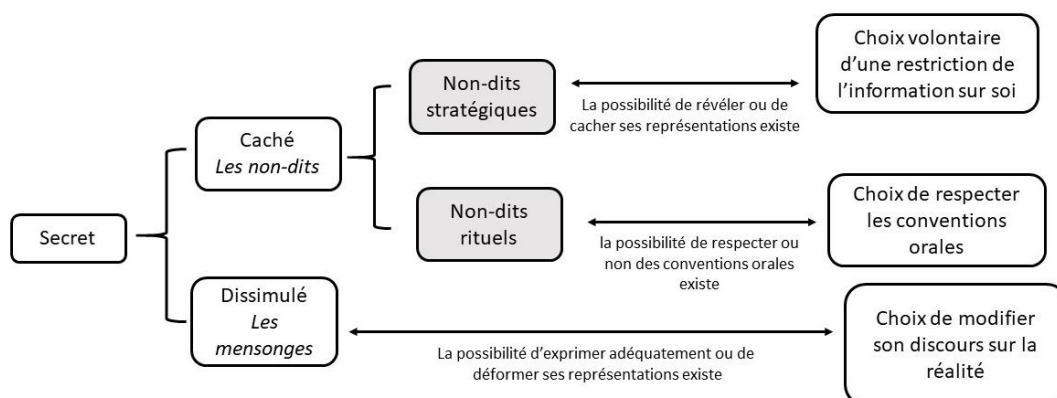 Secret
Caché
Les non-dits
Dissimulé
Les
mensonges
Non-dits
stratégiques
Non-dits
rituels
La possibilité de révéler ou de
cacher ses représentations existe
la possibilité de respecter ou
non des conventions orales
existe
La possibilité d’exprimer adéquatement ou de
déformer ses représentations existe
Choix volontaire
d’une restriction de
l’information sur soi
Choix de respecter
les conventions
orales
Choix de modifier
son discours sur la
réalité